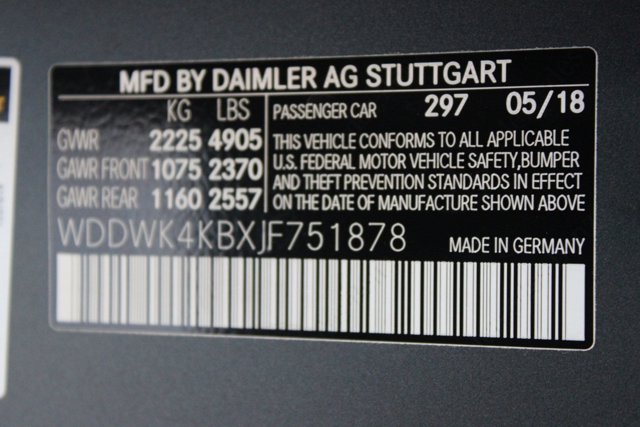 MFD BY DAIMLER AG STUTTGART
KG LBS
GVWR 2225 4905
GAWR FRONT 1075 2370
GAWR REAR 1160 2557
PASSENGER CAR 297 05/18
THIS VEHICLE CONFORMS TO ALL APPLICABLE
U.S. FEDERAL MOTOR VEHICLE SAFETY,BUMPER
AND THEFT PREVENTION STANDARDS IN EFFECT
ON THE DATE OF MANUFACTURE SHOWN ABOVE
WDDWK4KBXJF751878
MADE IN GERMANY